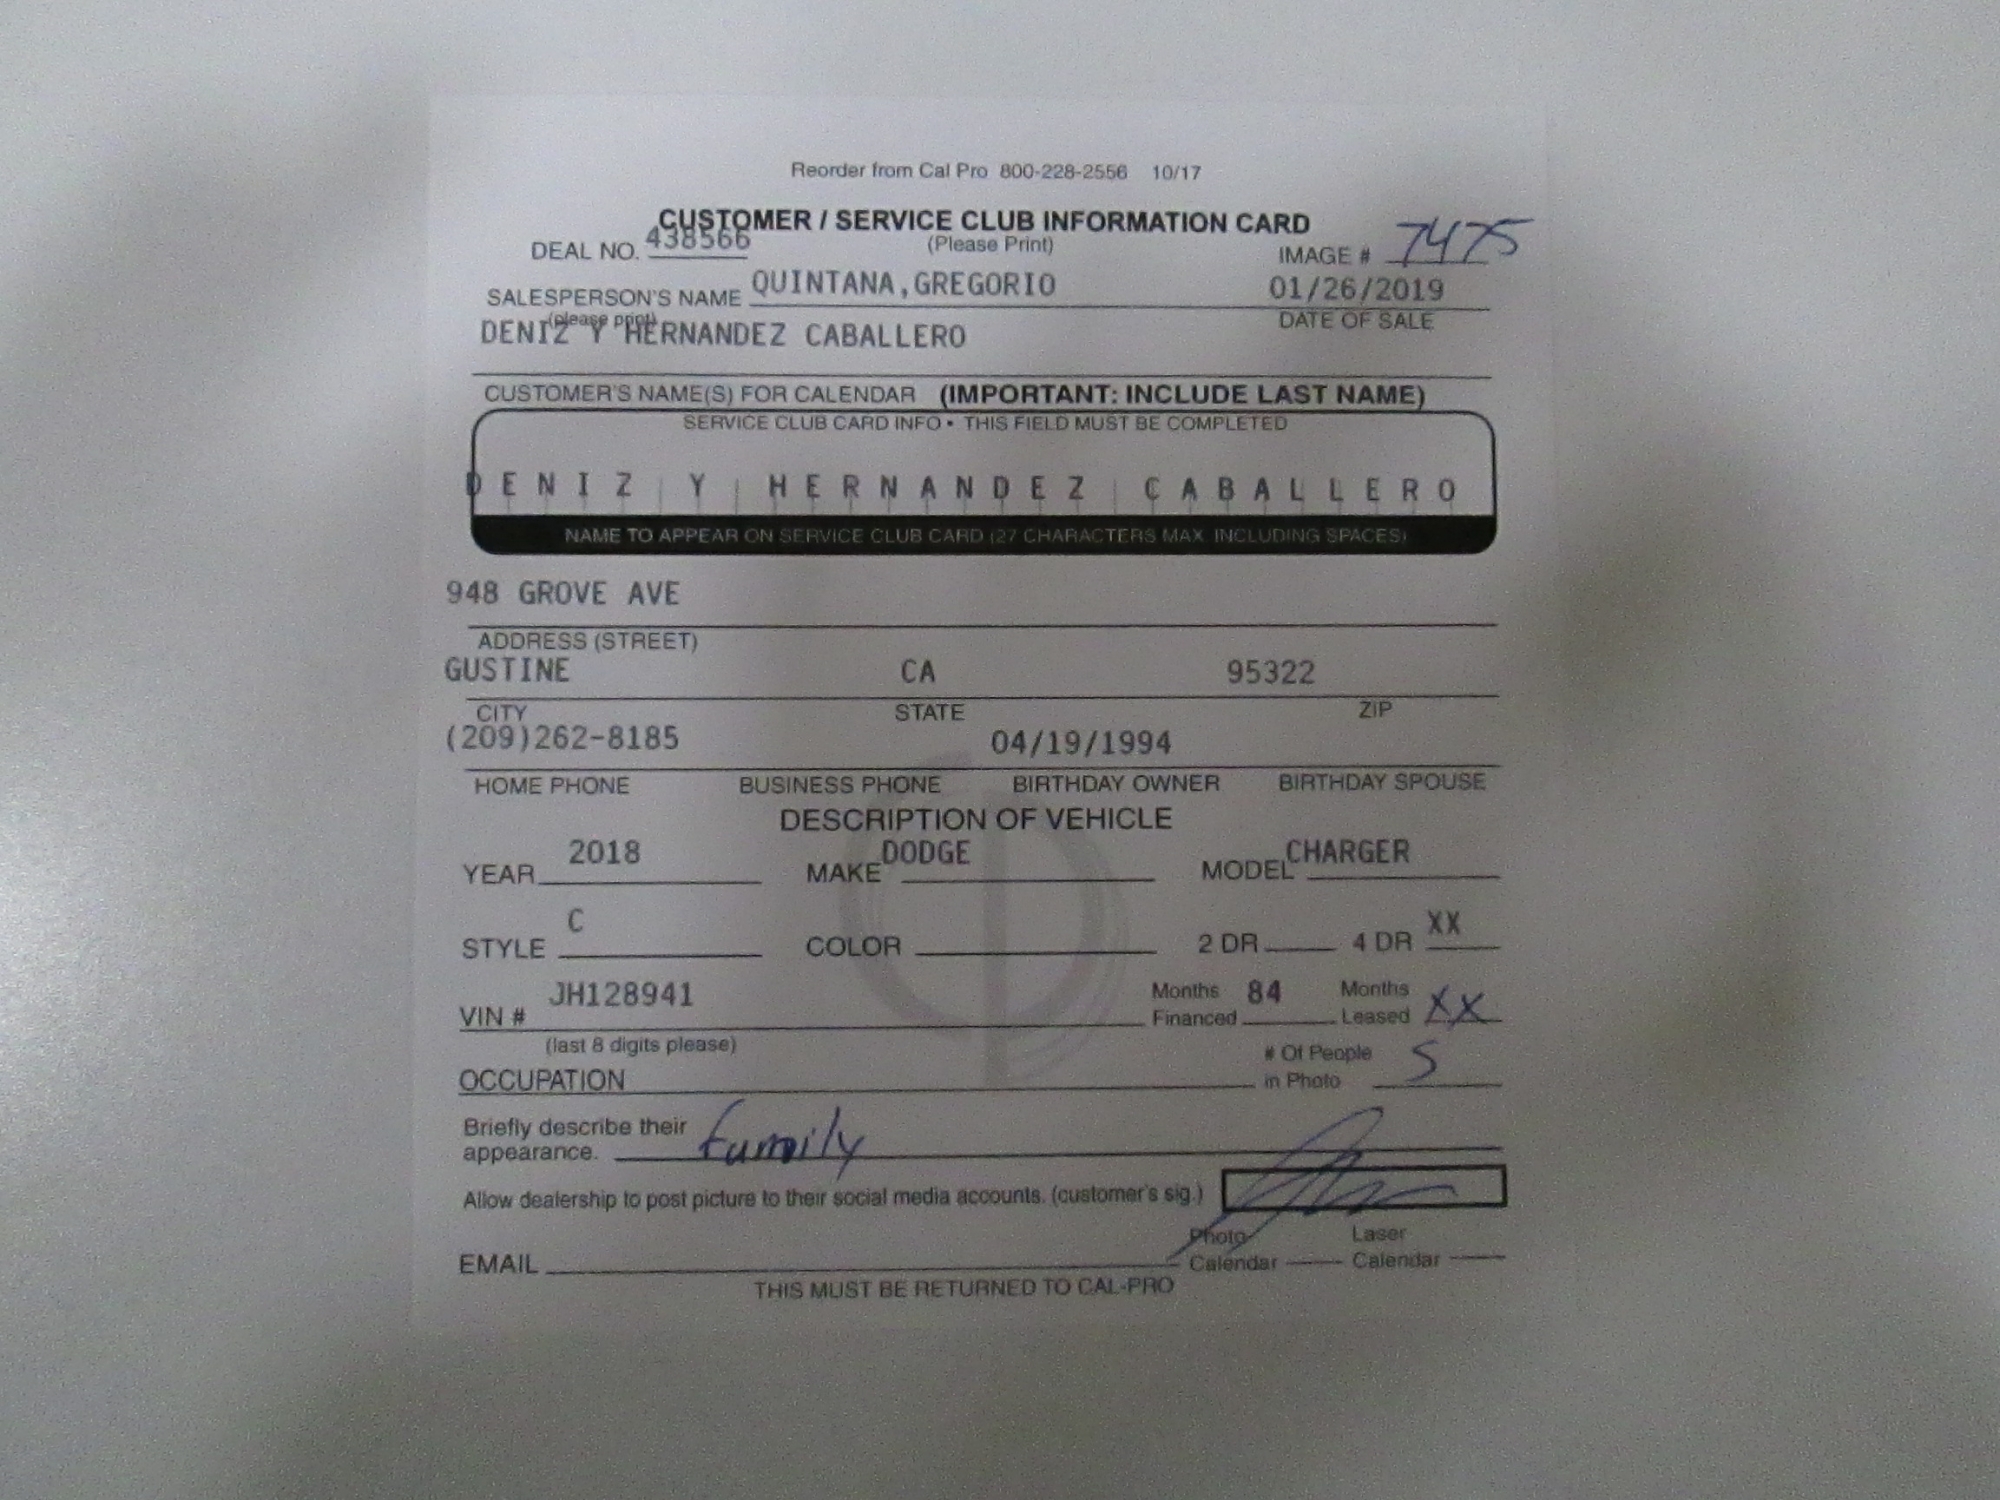 Reorder from Cal Pro 800-228-2556 10/17
CUSTOMER / SERVICE CLUB INFORMATION CARD
DEAL NO. 438566 (Please Print) IMAGE # 7475
SALESPERSON'S NAME QUINTANA,GREGORIO 01/26/2019
(please print) DATE OF SALE
DENIZ Y HERNANDEZ CABALLERO
CUSTOMER'S NAME(S) FOR CALENDAR (IMPORTANT: INCLUDE LAST NAME)
SERVICE CLUB CARD INFO • THIS FIELD MUST BE COMPLETED
DENIZ Y HERNANDEZ CABALLERO
NAME TO APPEAR ON SERVICE CLUB CARD (27 CHARACTERS MAX. INCLUDING SPACES)
948 GROVE AVE
ADDRESS (STREET)
GUSTINE CA 95322
CITY STATE ZIP
(209)262-8185 04/19/1994
HOME PHONE BUSINESS PHONE BIRTHDAY OWNER BIRTHDAY SPOUSE
DESCRIPTION OF VEHICLE
YEAR 2018 MAKE DODGE MODEL CHARGER
STYLE C COLOR 2 DR 4 DR XX
VIN # JH128941 Months Financed 84 Months Leased XX
(last 8 digits please)
OCCUPATION # Of People in Photo 5
Briefly describe their appearance. family
Allow dealership to post picture to their social media accounts. (customer's sig.)
EMAIL Photo Calendar Laser Calendar
THIS MUST BE RETURNED TO CAL-PRO